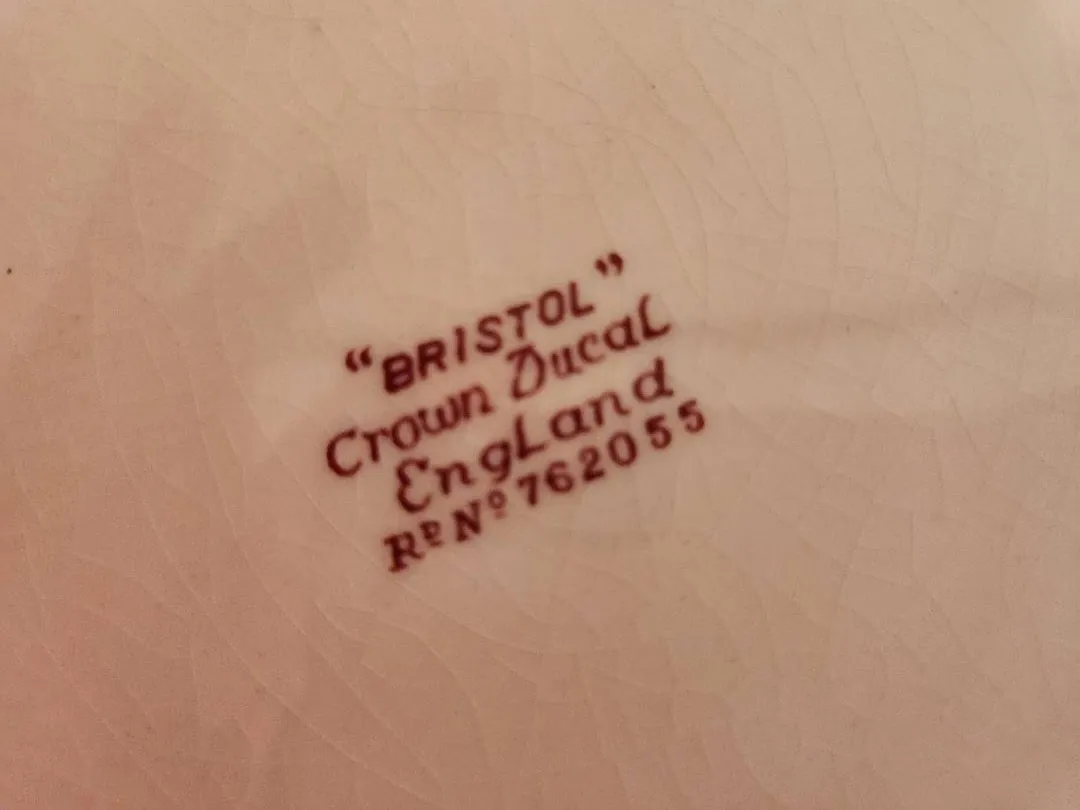 “BRISTOL”
Crown Ducal
England
Rᴰ Nº 762055